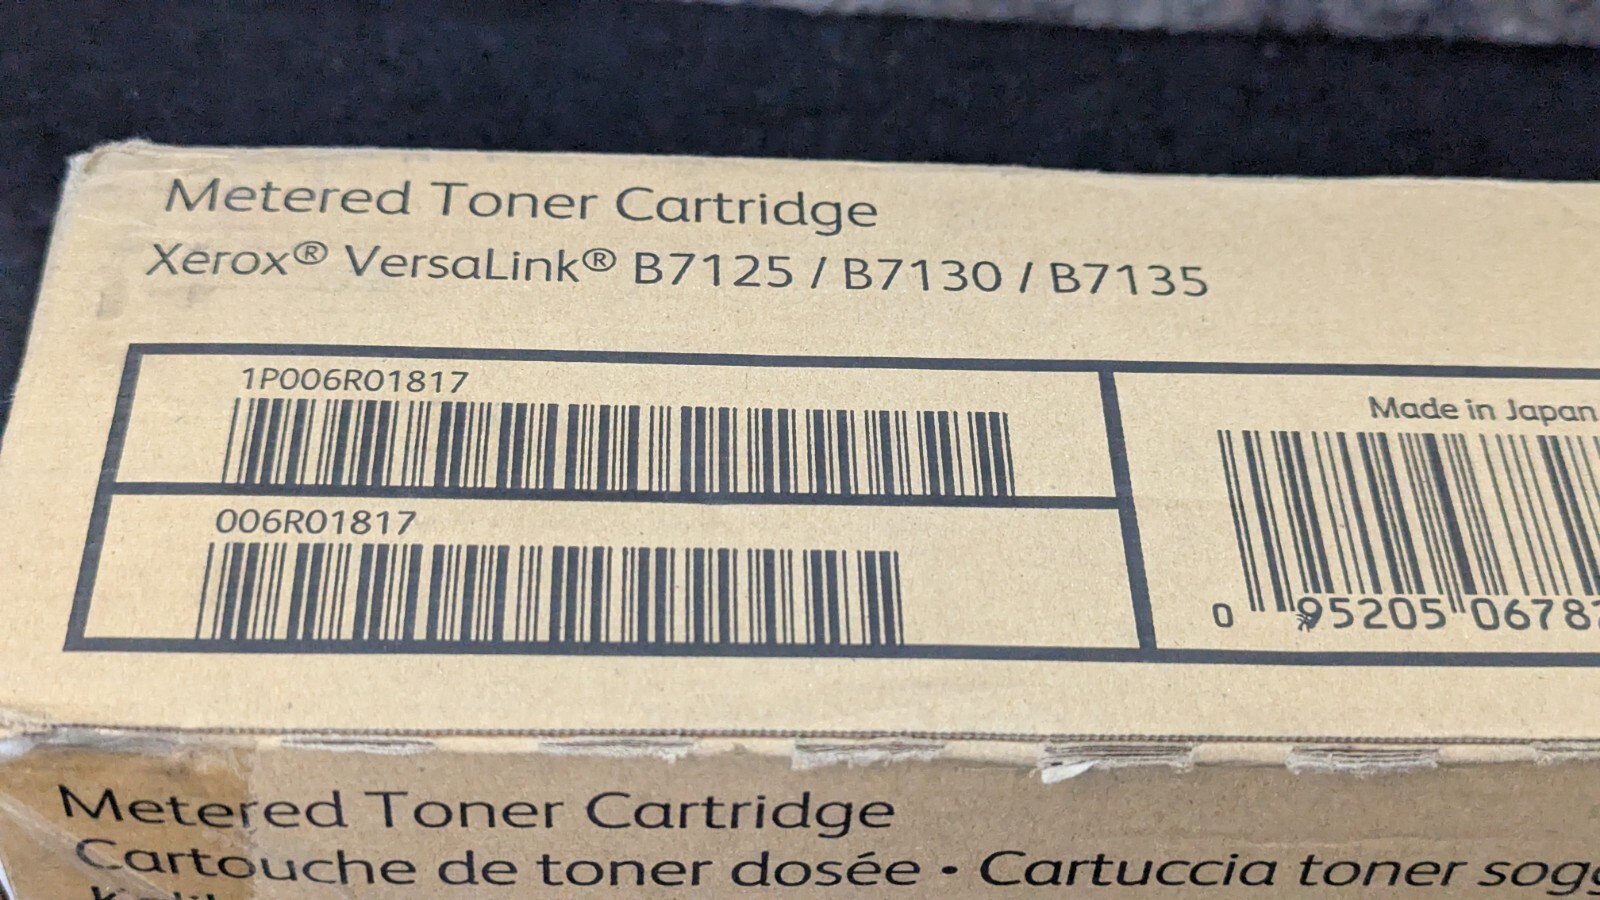 Metered Toner Cartridge
Xerox® VersaLink® B7125 / B7130 / B7135
1P006R01817
006R01817
Made in Japan
0 95205 0678
Metered Toner Cartridge
Cartouche de toner dosée • Cartuccia toner